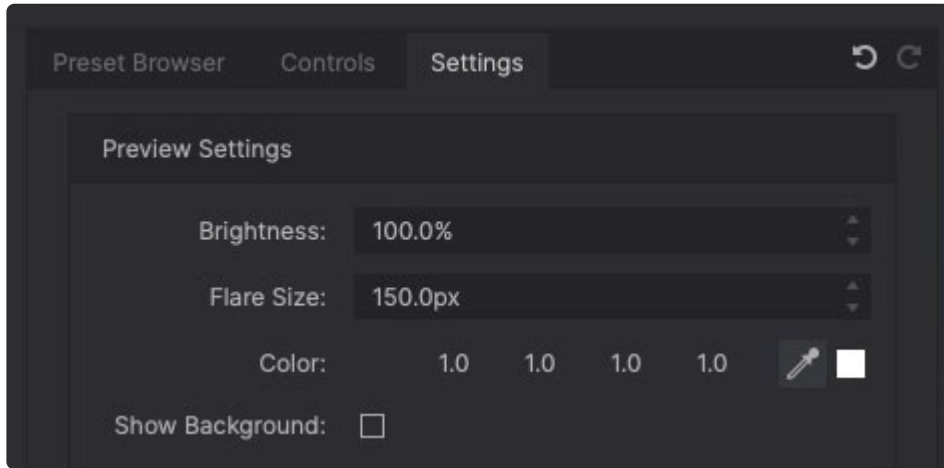 Preset Browser Controls Settings
Preview Settings
Brightness: 100.0%
Flare Size: 150.0px
Color: 1.0 1.0 1.0 1.0
Show Background: